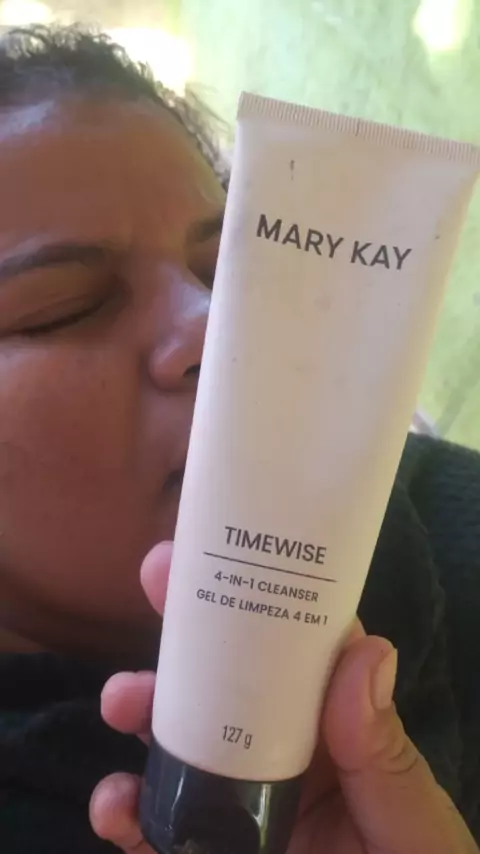 MARY KAY
TIMEWISE
4-IN-1 CLEANSER
GEL DE LIMPEZA 4 EM 1
127 g